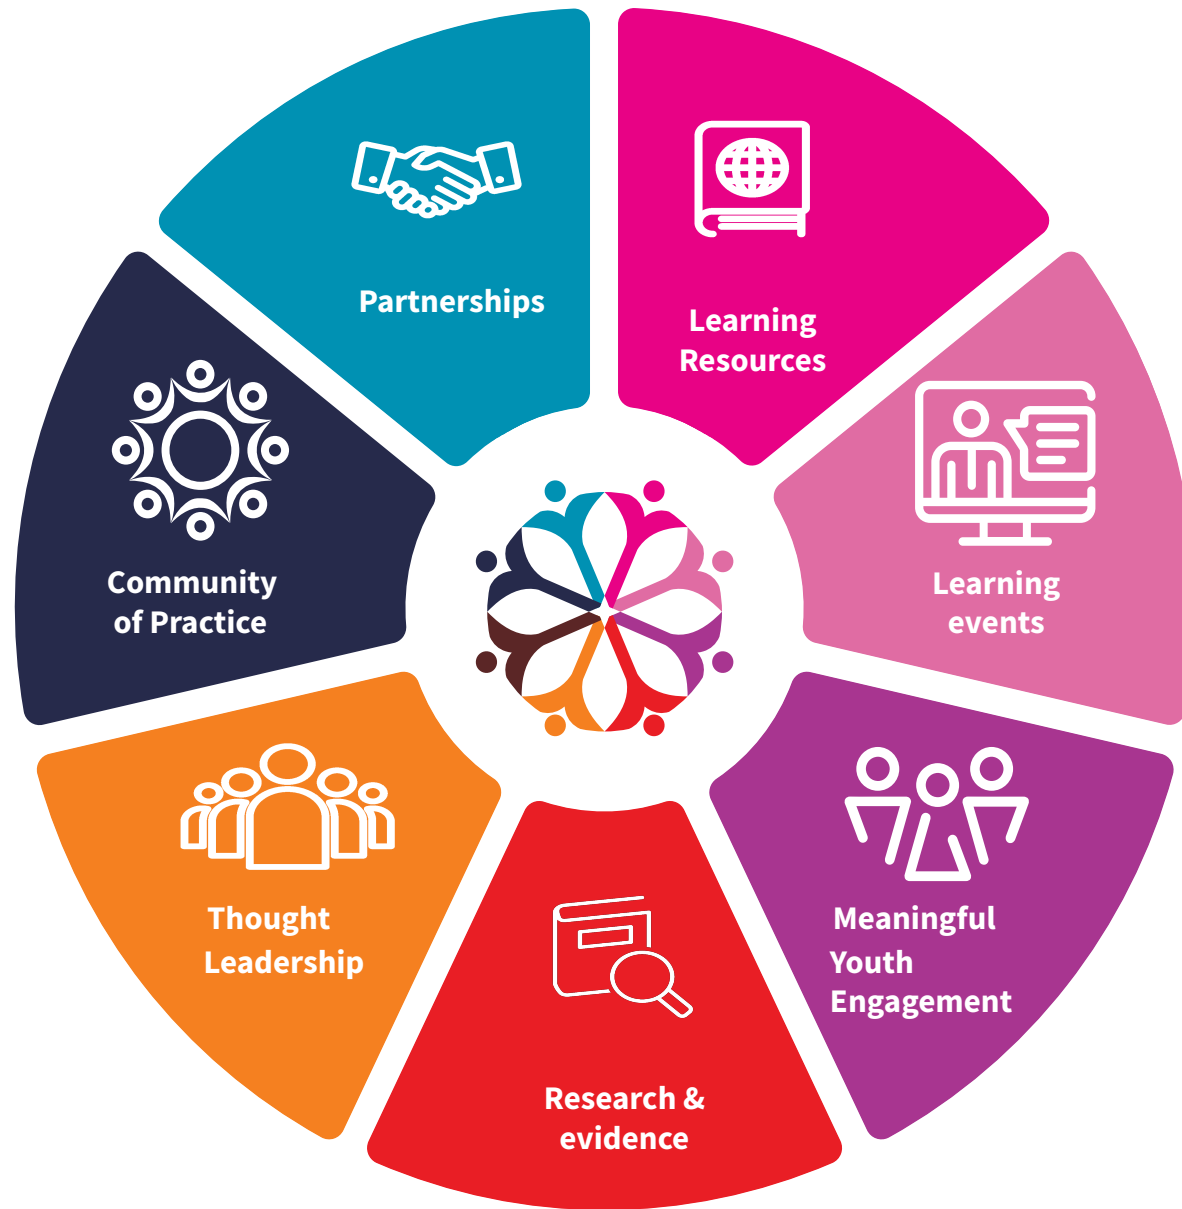 Partnerships
Learning
Resources
Learning
events
Meaningful
Youth
Engagement
Research &
evidence
Thought
Leadership
Community
of Practice